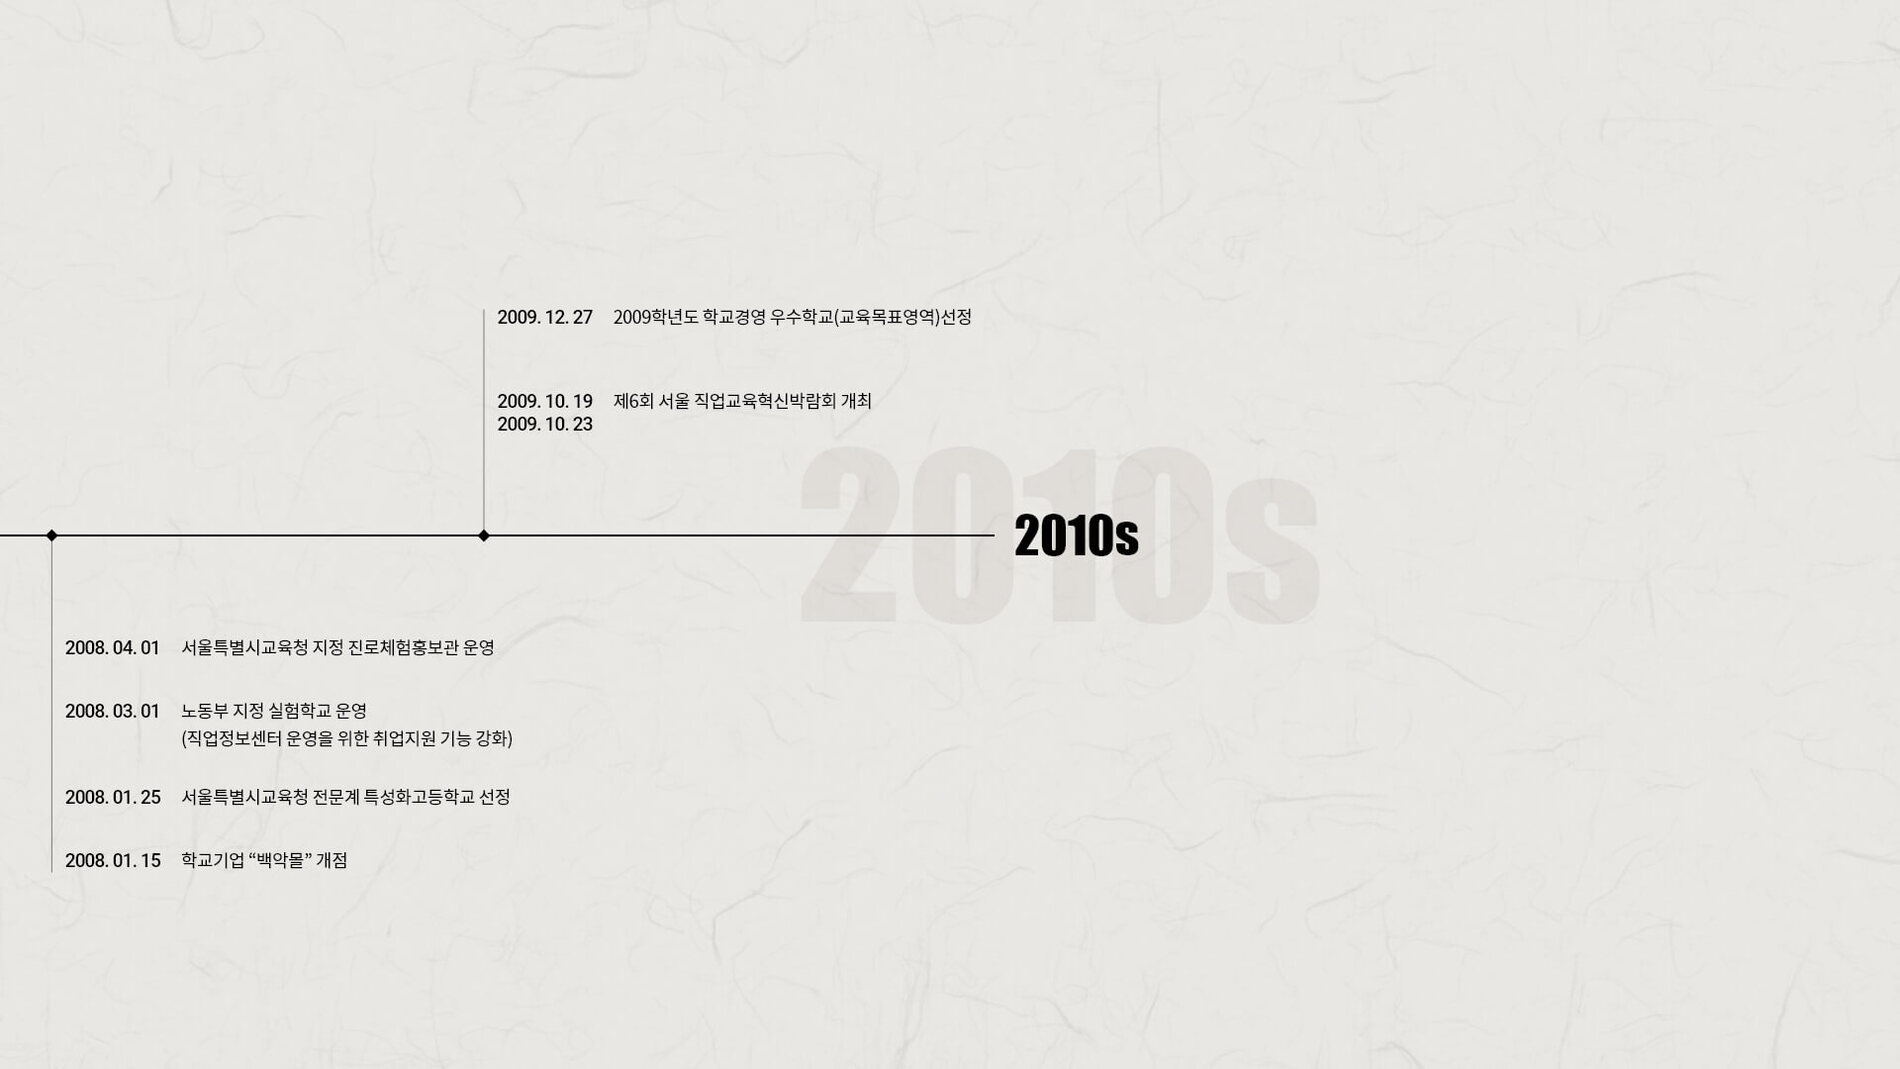 2009. 12. 27 2009학년도 학교경영 우수학교(교육목표영역)선정
2009. 10. 19 제6회 서울 직업교육혁신박람회 개최
2009. 10. 23
2010s
2010s
2008. 04. 01 서울특별시교육청 지정 진로체험홍보관 운영
2008. 03. 01 노동부 지정 실험학교 운영
(직업정보센터 운영을 위한 취업지원 기능 강화)
2008. 01. 25 서울특별시교육청 전문계 특성화고등학교 선정
2008. 01. 15 학교기업 “백악몰” 개점